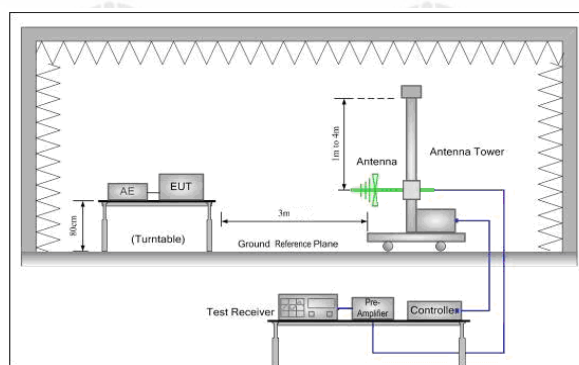 1m to 4m
Antenna
Antenna Tower
AE
EUT
80cm
(Turntable)
3m
Ground Reference Plane
Test Receiver
Pre-
Amplifier
Controller